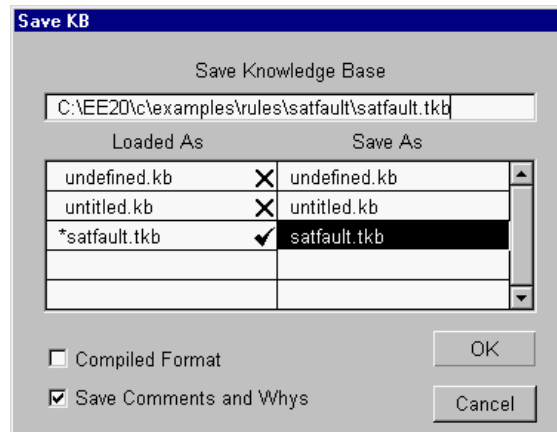 Save KB
Save Knowledge Base
C:\EE20\c\examples\rules\satfault\satfault.tkb
Loaded As Save As
undefined.kb undefined.kb
untitled.kb untitled.kb
*satfault.tkb satfault.tkb
Compiled Format
OK
Save Comments and Whys
Cancel